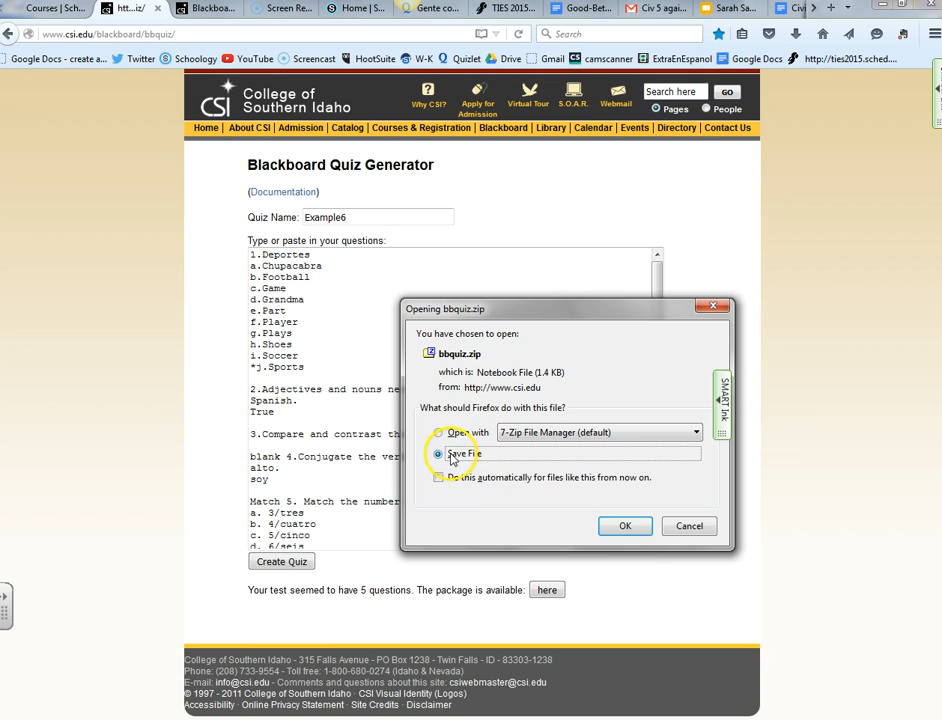 Courses | Sch...
htt...iz/
Blackboa...
Screen Re...
Home | S...
Gente co...
TIES 2015...
Good-Bet...
Civ 5 agai...
Sarah Sa...
Civi
www.csi.edu/blackboard/bbquiz/
Search
Google Docs - create a...
Twitter
Schoology
YouTube
Screencast
HootSuite
W-K
Quizlet
Drive
Gmail
camscanner
ExtraEnEspanol
Google Docs
http://ties2015.sched....
CSI
College of
Southern Idaho
Why CSI?
Apply for
Admission
Virtual Tour
S.O.A.R.
Webmail
Search here
GO
Pages
People
Home | About CSI | Admission | Catalog | Courses & Registration | Blackboard | Library | Calendar | Events | Directory | Contact Us
Blackboard Quiz Generator
(Documentation)
Quiz Name: Example6
Type or paste in your questions:
1.Deportes
a.Chupacabra
b.Football
c.Game
d.Grandma
e.Part
f.Player
g.Plays
h.Shoes
i.Soccer
*j.Sports
2.Adjectives and nouns ne
Spanish.
True
3.Compare and contrast th
blank 4.Conjugate the ver
alto.
soy
Match 5. Match the number
a. 3/tres
b. 4/cuatro
c. 5/cinco
d. 6/seis
Create Quiz
Your test seemed to have 5 questions. The package is available: here
Opening bbquiz.zip
You have chosen to open:
bbquiz.zip
which is: Notebook File (1.4 KB)
from: http://www.csi.edu
What should Firefox do with this file?
Open with
7-Zip File Manager (default)
Save File
Do this automatically for files like this from now on.
OK
Cancel
SMART Ink
College of Southern Idaho - 315 Falls Avenue - PO Box 1238 - Twin Falls - ID - 83303-1238
Phone: (208) 733-9554 - Toll free: 1-800-680-0274 (Idaho & Nevada)
E-mail: info@csi.edu - Comments and questions about this site: csiwebmaster@csi.edu
© 1997 - 2011 College of Southern Idaho · CSI Visual Identity (Logos)
Accessibility · Online Privacy Statement · Site Credits · Disclaimer